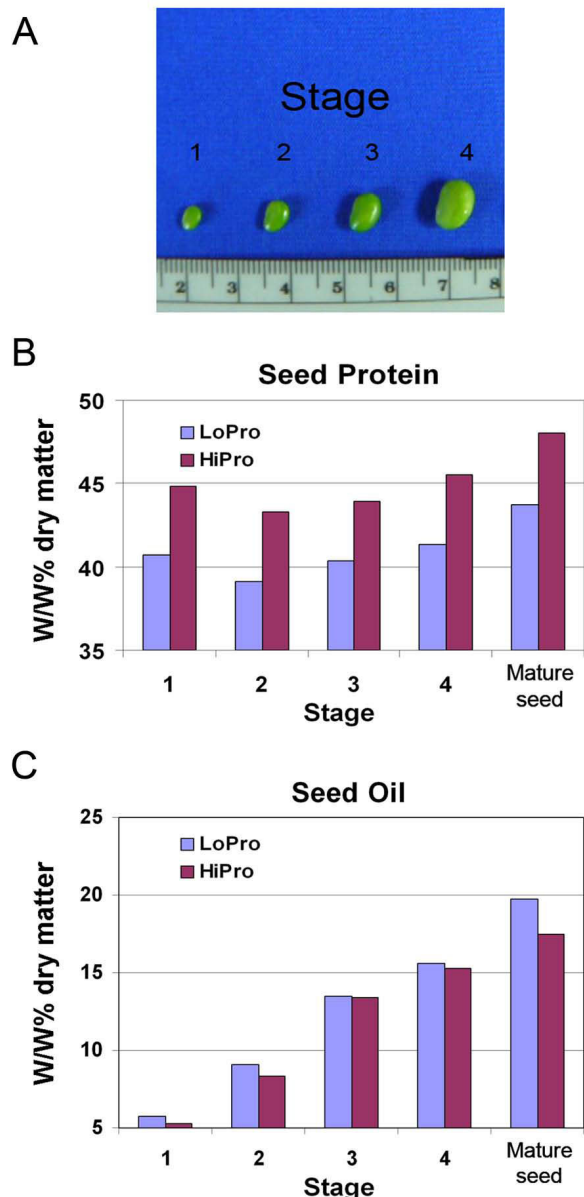 A
Stage
1 2 3 4
2 3 4 5 6 7 8
B
Seed Protein
W/W% dry matter
50
45
40
35
LoPro
HiPro
1 2 3 4 Mature seed
Stage
C
Seed Oil
W/W% dry matter
25
20
15
10
5
LoPro
HiPro
1 2 3 4 Mature seed
Stage